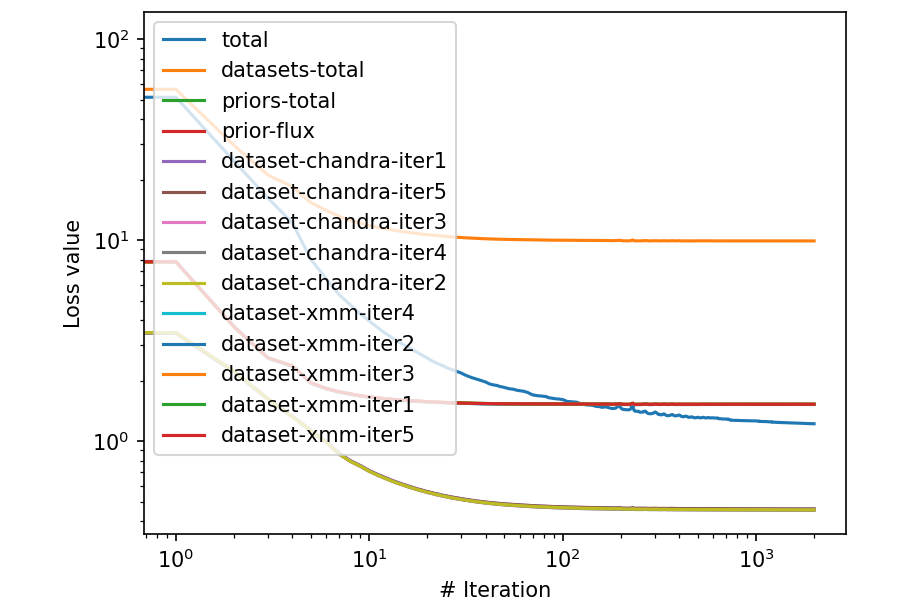 10²
10¹
10⁰
Loss value
total
datasets-total
priors-total
prior-flux
dataset-chandra-iter1
dataset-chandra-iter5
dataset-chandra-iter3
dataset-chandra-iter4
dataset-chandra-iter2
dataset-xmm-iter4
dataset-xmm-iter2
dataset-xmm-iter3
dataset-xmm-iter1
dataset-xmm-iter5
10⁰ 10¹ 10² 10³
# Iteration